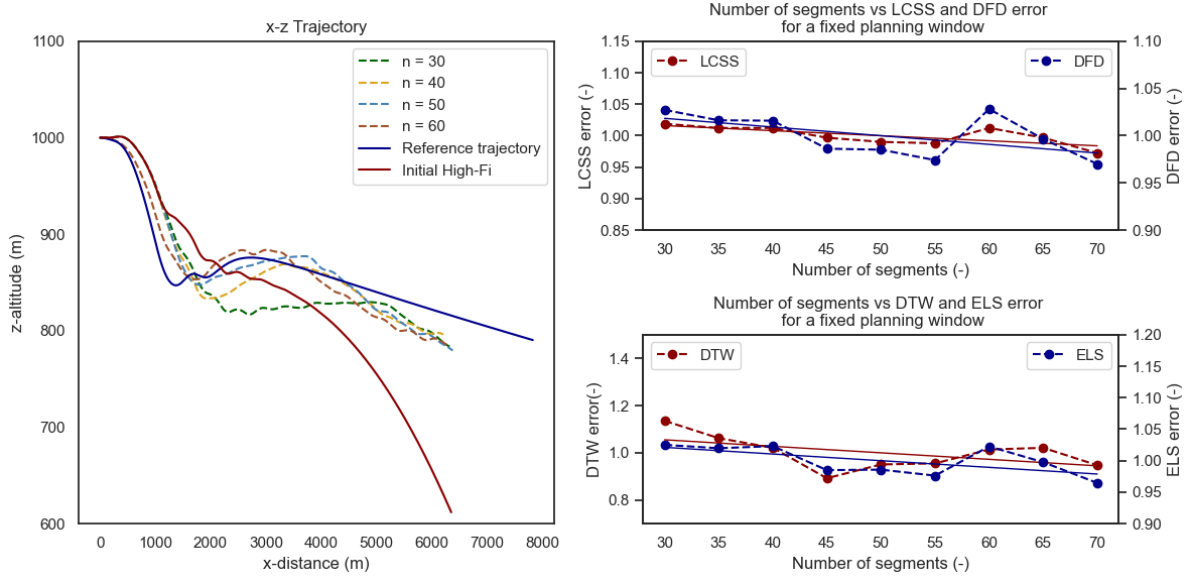 x-z Trajectory
1100
1000
900
800
700
600
z-altitude (m)
0 1000 2000 3000 4000 5000 6000 7000 8000
x-distance (m)
n = 30
n = 40
n = 50
n = 60
Reference trajectory
Initial High-Fi
Number of segments vs LCSS and DFD error
for a fixed planning window
1.15
1.10
1.05
1.00
0.95
0.90
0.85
LCSS error (-)
LCSS
DFD
1.10
1.05
1.00
0.95
0.90
DFD error (-)
30 35 40 45 50 55 60 65 70
Number of segments (-)
Number of segments vs DTW and ELS error
for a fixed planning window
1.4
1.2
1.0
0.8
DTW error(-)
DTW
ELS
1.20
1.15
1.10
1.05
1.00
0.95
0.90
ELS error (-)
30 35 40 45 50 55 60 65 70
Number of segments (-)